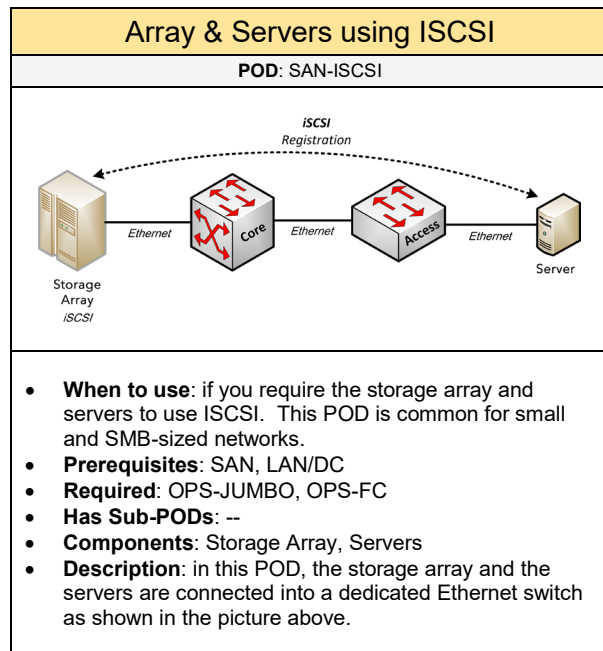 Array & Servers using ISCSI
POD: SAN-ISCSI
iSCSI
Registration
Ethernet
Core
Ethernet
Access
Ethernet
Storage
Array
iSCSI
Server
• When to use: if you require the storage array and
servers to use ISCSI. This POD is common for small
and SMB-sized networks.
• Prerequisites: SAN, LAN/DC
• Required: OPS-JUMBO, OPS-FC
• Has Sub-PODs: --
• Components: Storage Array, Servers
• Description: in this POD, the storage array and the
servers are connected into a dedicated Ethernet switch
as shown in the picture above.